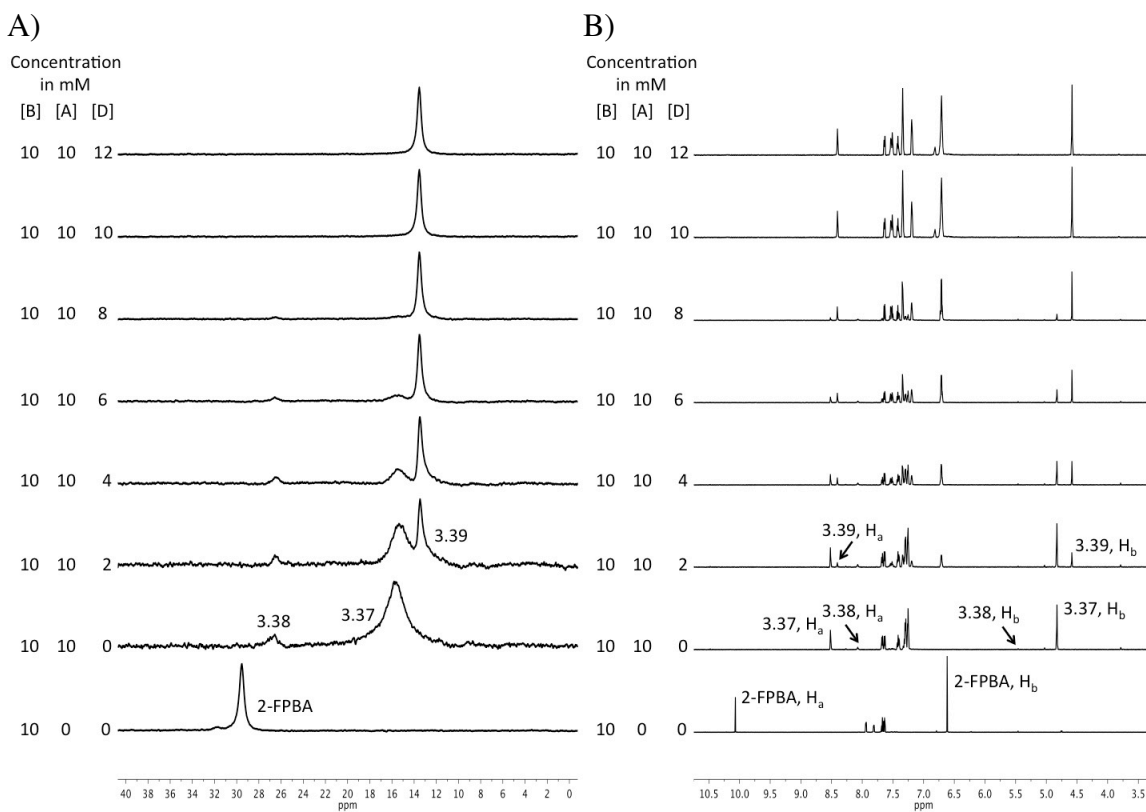 A)
Concentration
in mM
[B] [A] [D]
10 10 12
10 10 10
10 10 8
10 10 6
10 10 4
10 10 2
3.39
10 10 0
3.38
3.37
10 0 0
2-FPBA
40 38 36 34 32 30 28 26 24 22 20 18 16 14 12 10 8 6 4 2 0
ppm
B)
Concentration
in mM
[B] [A] [D]
10 10 12
10 10 10
10 10 8
10 10 6
10 10 4
10 10 2
3.39, Ha
3.39, Hb
10 10 0
3.37, Ha
3.38, Ha
3.38, Hb
3.37, Hb
10 0 0
2-FPBA, Ha
2-FPBA, Hb
10.5 10.0 9.5 9.0 8.5 8.0 7.5 7.0 6.5 6.0 5.5 5.0 4.5 4.0 3.5
ppm